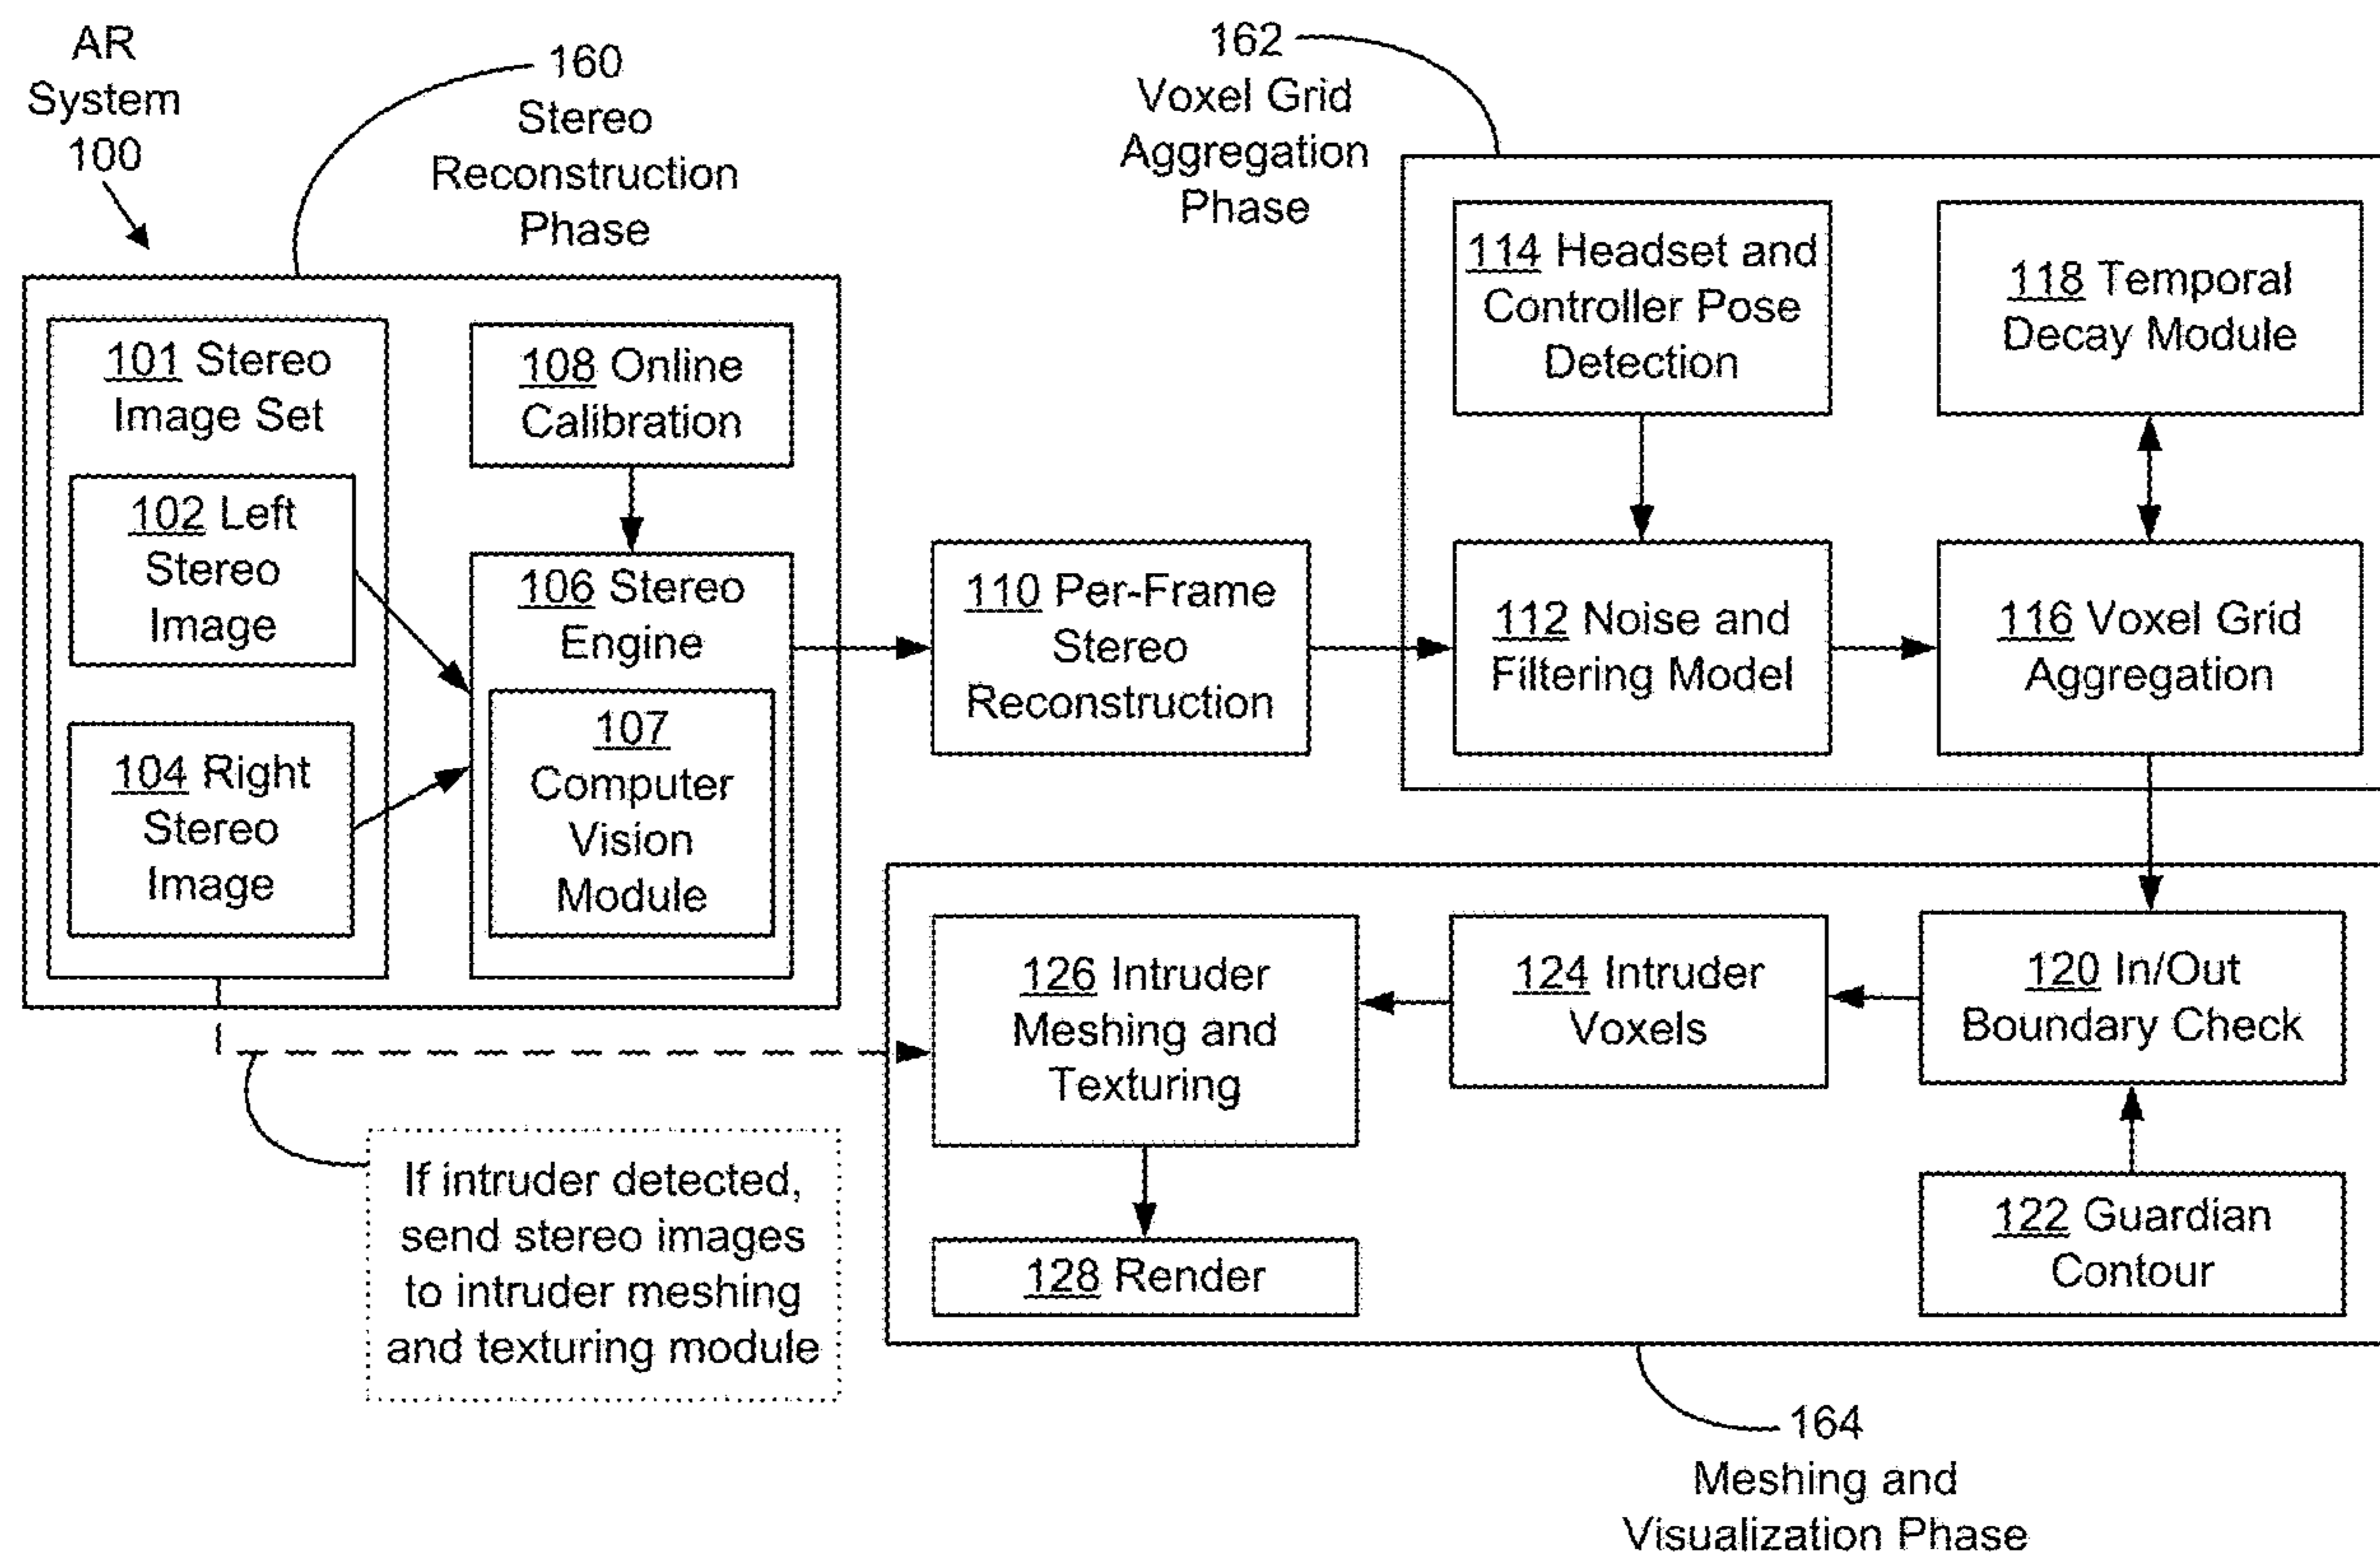 AR
System
100
160
Stereo
Reconstruction
Phase
162
Voxel Grid
Aggregation
Phase
101 Stereo
Image Set
102 Left
Stereo
Image
104 Right
Stereo
Image
108 Online
Calibration
106 Stereo
Engine
107
Computer
Vision
Module
110 Per-Frame
Stereo
Reconstruction
114 Headset and
Controller Pose
Detection
118 Temporal
Decay Module
112 Noise and
Filtering Model
116 Voxel Grid
Aggregation
126 Intruder
Meshing and
Texturing
124 Intruder
Voxels
120 In/Out
Boundary Check
122 Guardian
Contour
128 Render
If intruder detected,
send stereo images
to intruder meshing
and texturing module
164
Meshing and
Visualization Phase